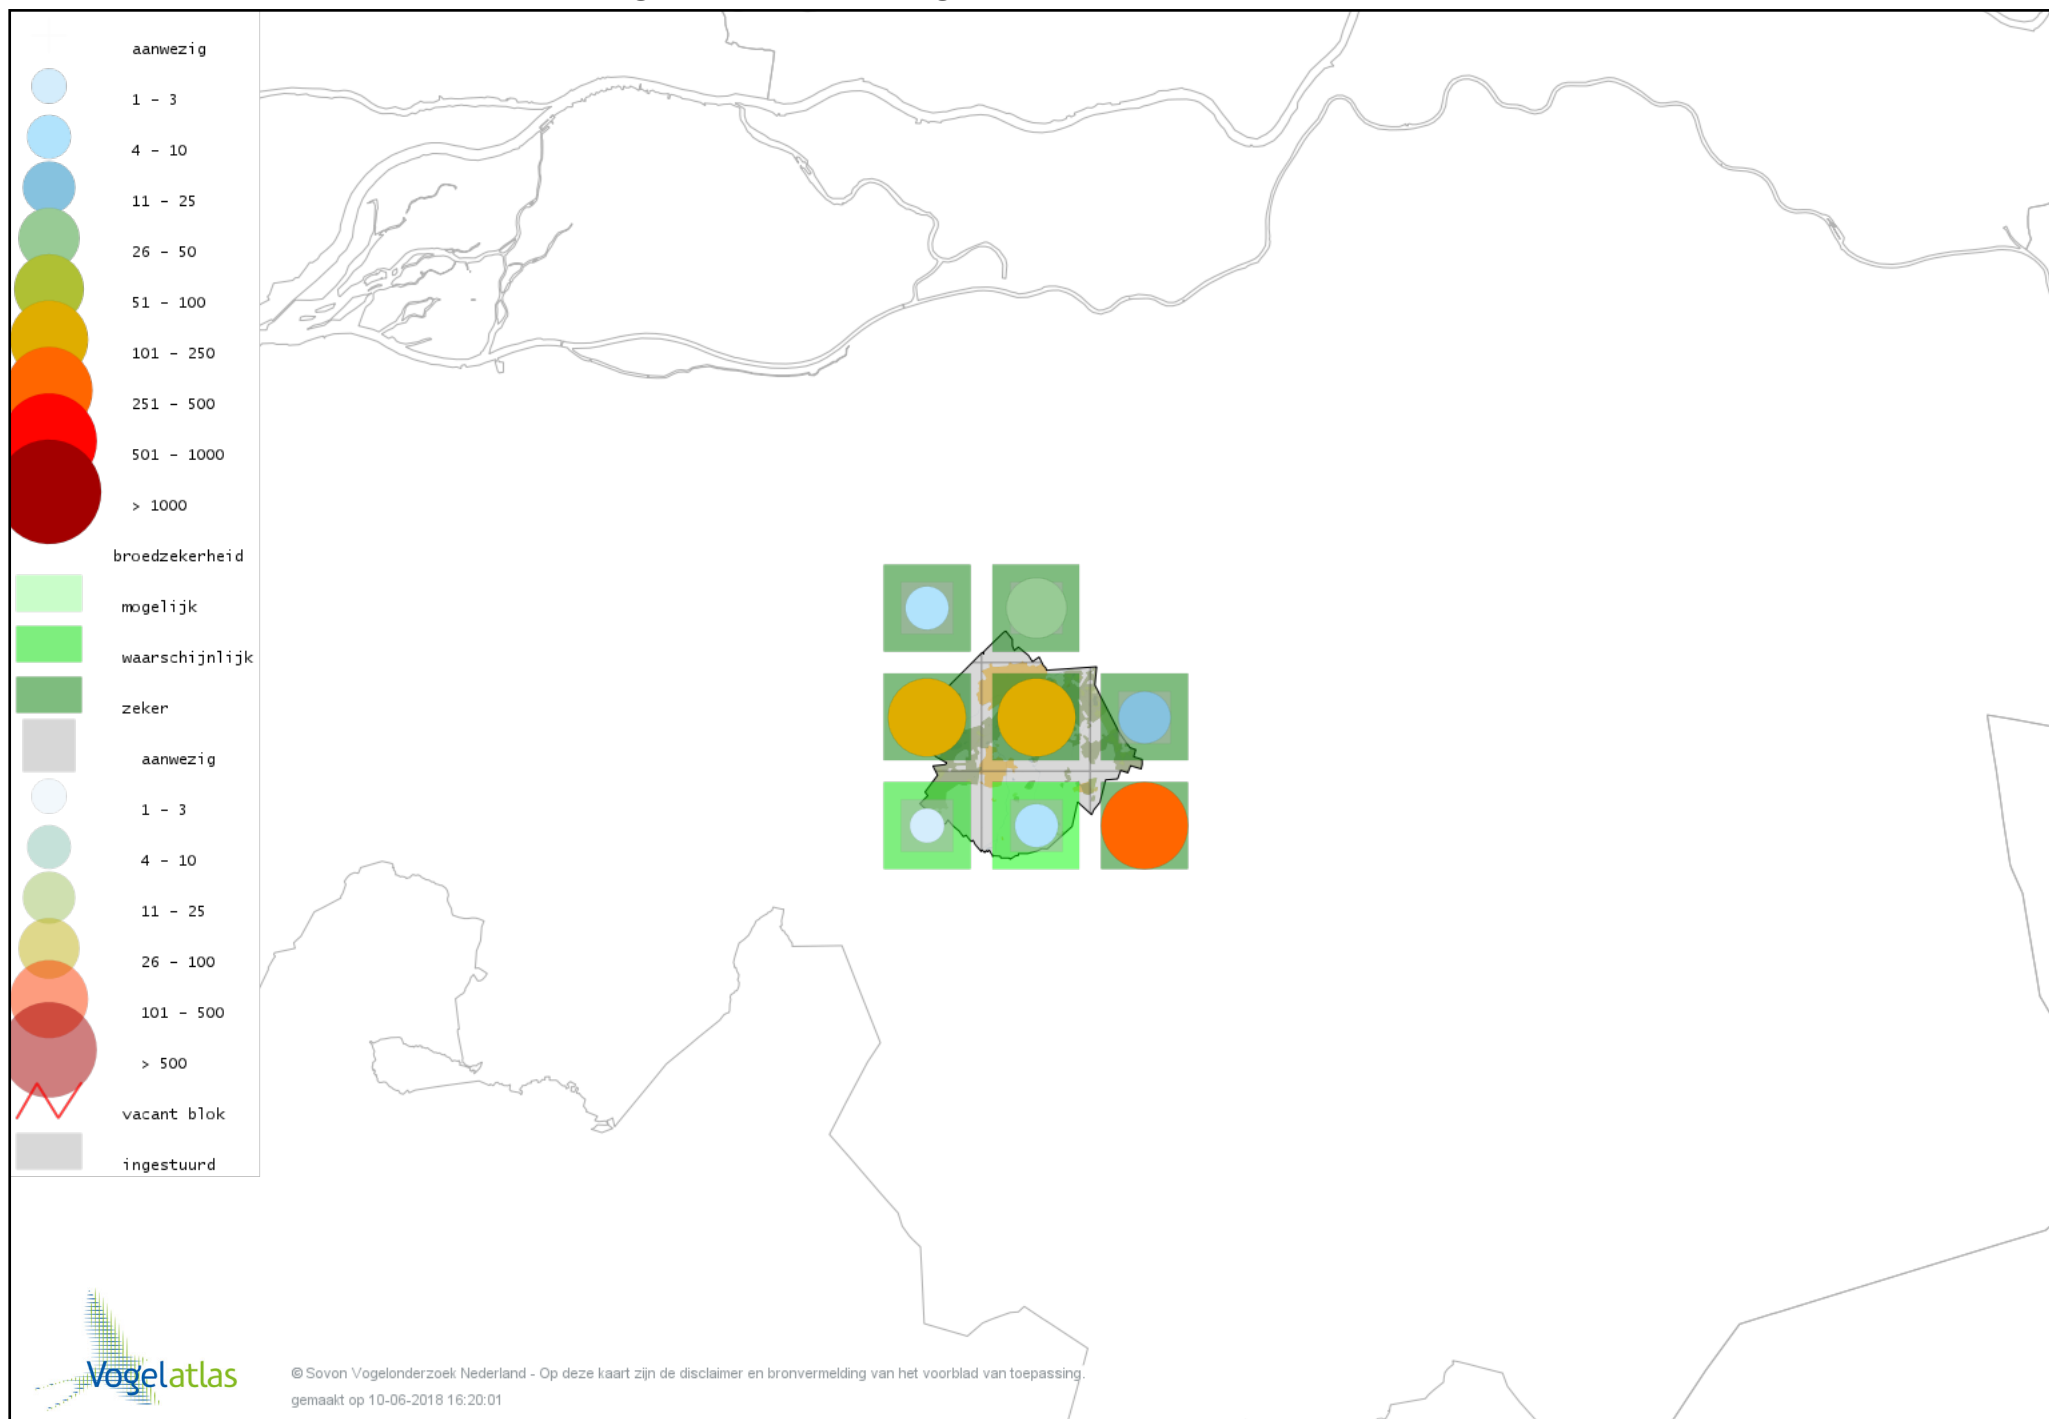 aanwezig
1 - 3
4 - 10
11 - 25
26 - 50
51 - 100
101 - 250
251 - 500
501 - 1000
> 1000
broedzekerheid
mogelijk
waarschijnlijk
zeker
aanwezig
1 - 3
4 - 10
11 - 25
26 - 100
101 - 500
> 500
vacant blok
ingestuurd
Vogelatlas
© Sovon Vogelonderzoek Nederland - Op deze kaart zijn de disclaimer en bronvermelding van het voorblad van toepassing.
gemaakt op 10-06-2018 16:20:01